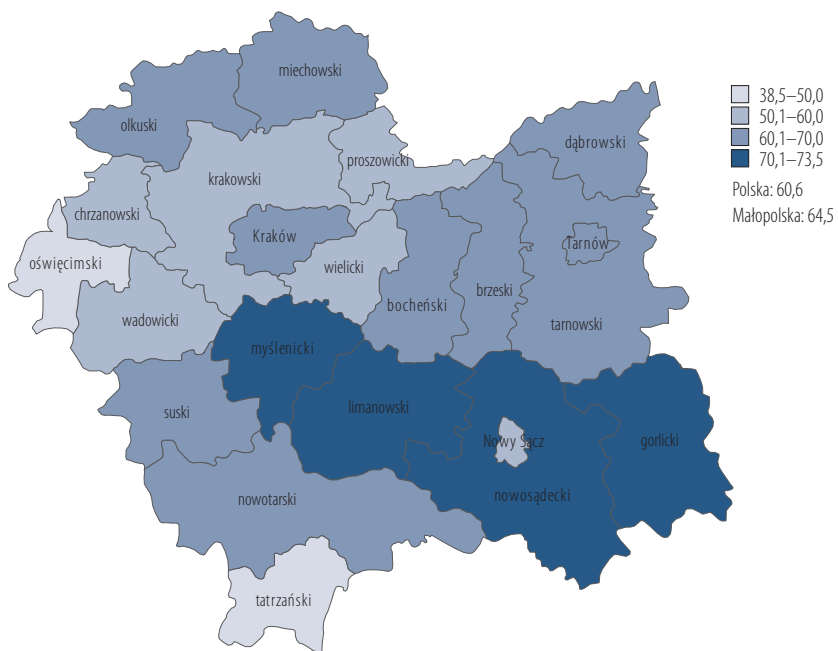 miechowski
olkuski
dąbrowski
proszowicki
krakowski
chrzanowski
Kraków
Tarnów
oświęcimski
wielicki
brzeski
bocheński
wadowicki
tarnowski
myślenicki
limanowski
suski
Nowy Sącz
gorlicki
nowosądecki
nowotarski
tatrzański
38,5–50,0
50,1–60,0
60,1–70,0
70,1–73,5
Polska: 60,6
Małopolska: 64,5